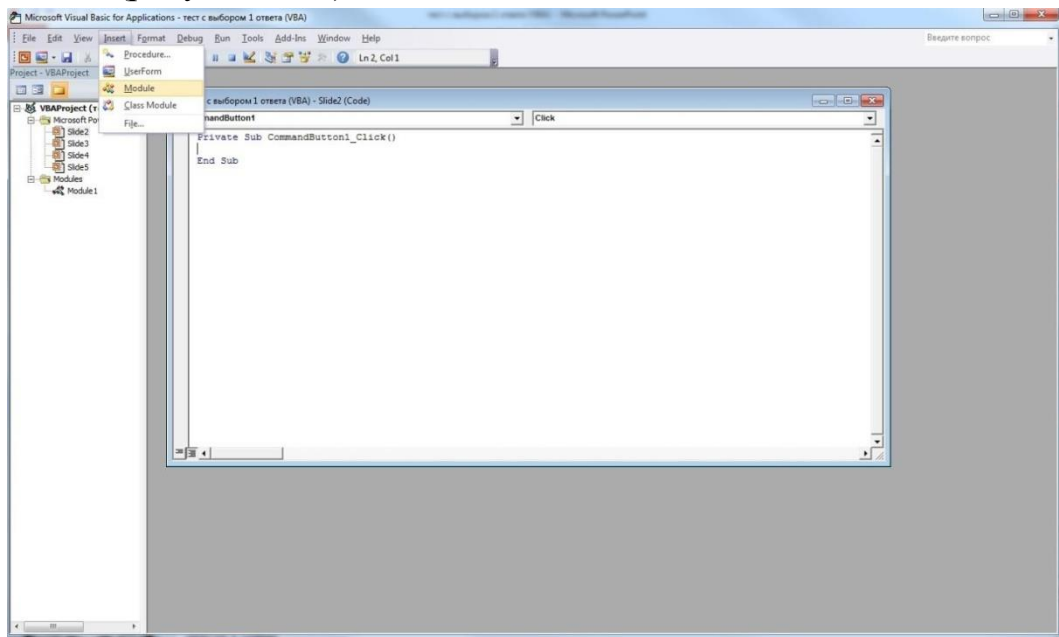 Microsoft Visual Basic for Applications - тест с выбором 1 ответа (VBA)
File Edit View Insert Format Debug Run Tools Add-Ins Window Help
Введите вопрос
Procedure...
UserForm
Module
Class Module
File...
Ln 2, Col 1
Project - VBAProject
VBAProject (т
Microsoft Po
Slide2
Slide3
Slide4
Slide5
Modules
Module1
с выбором 1 ответа (VBA) - Slide2 (Code)
mandButton1
Click
Private Sub CommandButton1_Click()
End Sub